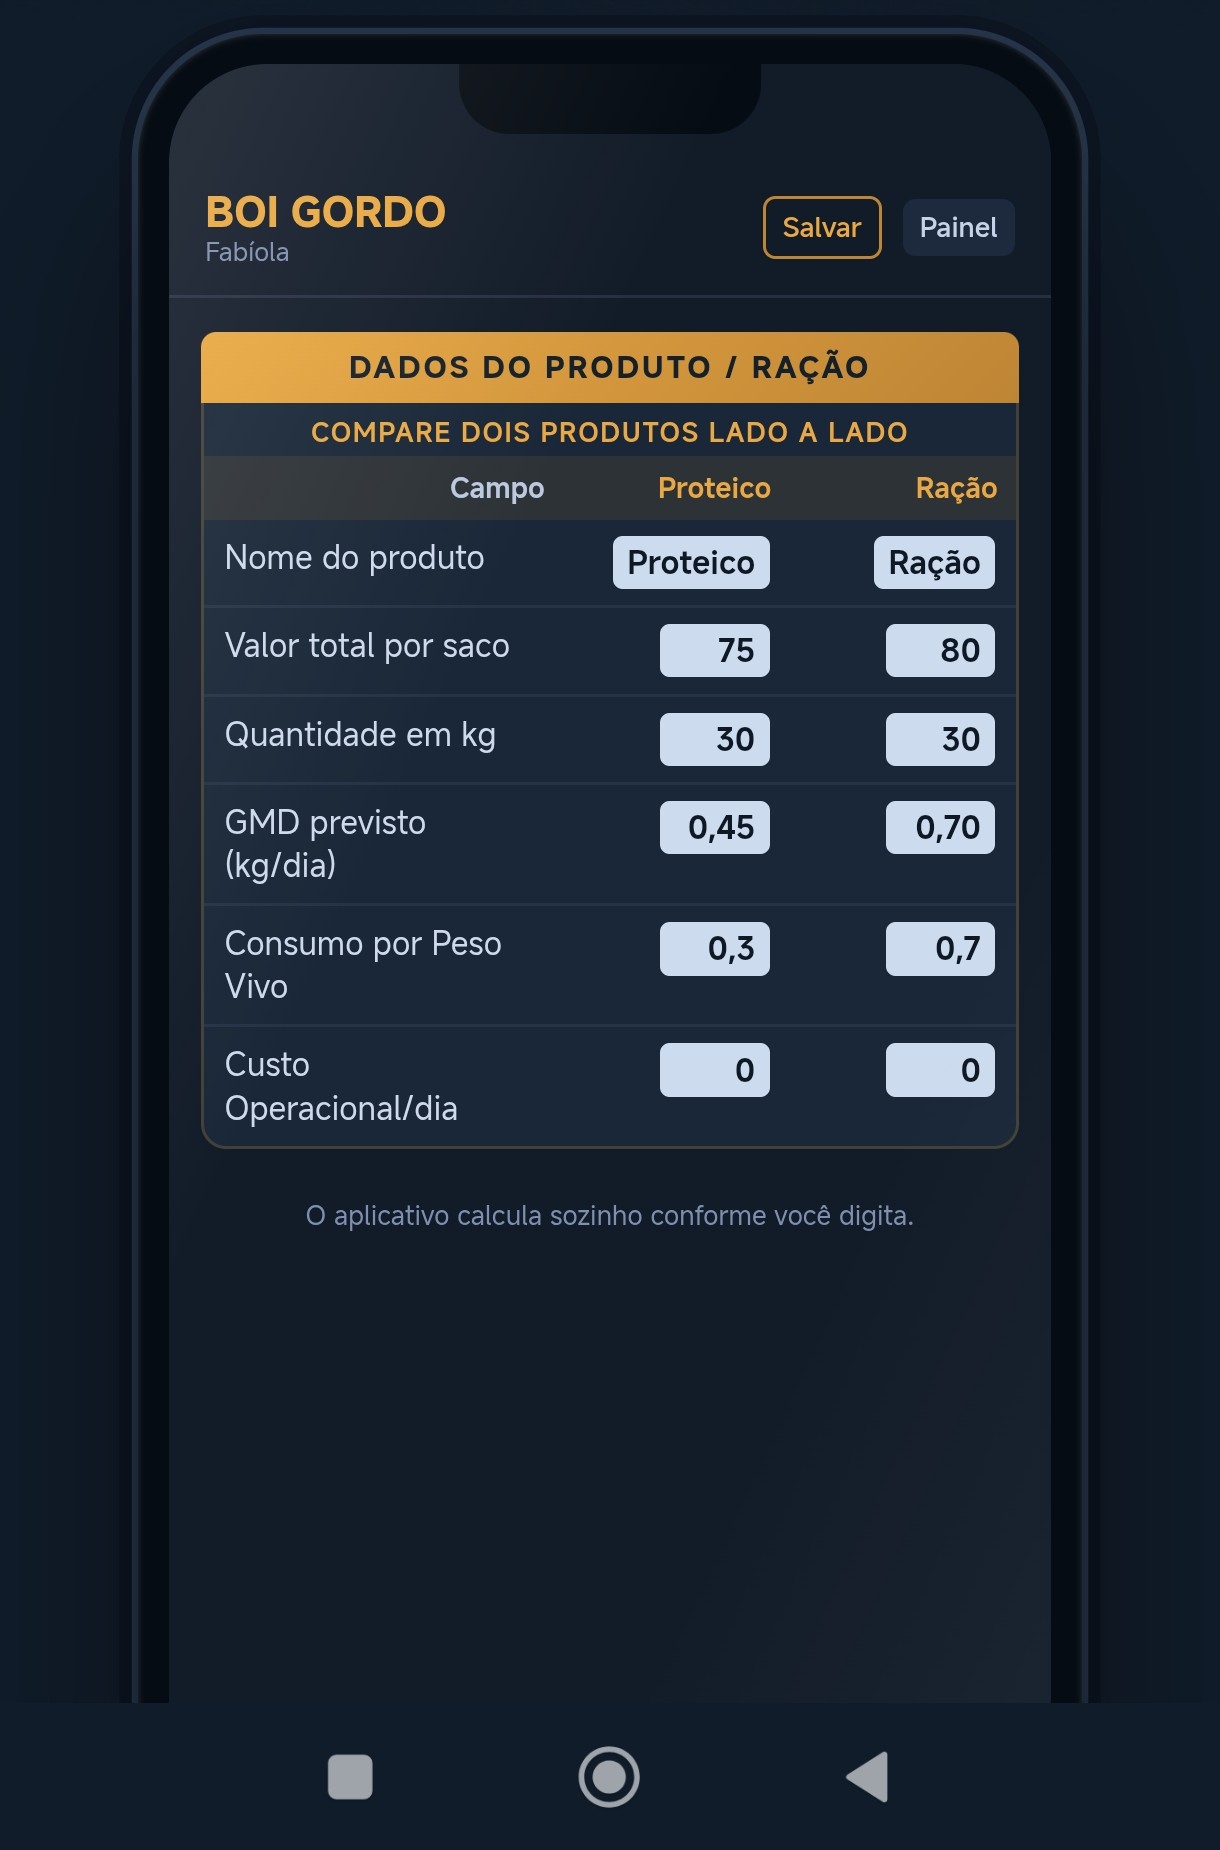 BOI GORDO
Fabíola
Salvar
Painel
DADOS DO PRODUTO / RAÇÃO
COMPARE DOIS PRODUTOS LADO A LADO
Campo Proteico Ração
Nome do produto Proteico Ração
Valor total por saco 75 80
Quantidade em kg 30 30
GMD previsto 0,45 0,70
(kg/dia)
Consumo por Peso 0,3 0,7
Vivo
Custo 0 0
Operacional/dia
O aplicativo calcula sozinho conforme você digita.